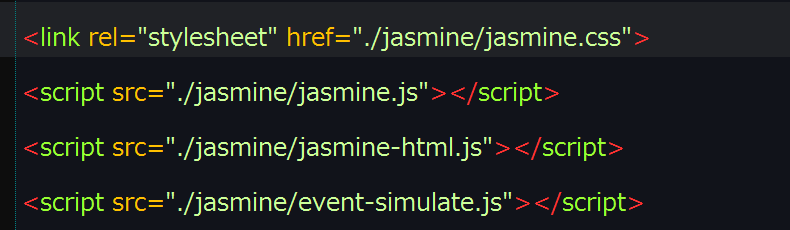 <link rel="stylesheet" href="./jasmine/jasmine.css">
<script src="./jasmine/jasmine.js"></script>
<script src="./jasmine/jasmine-html.js"></script>
<script src="./jasmine/event-simulate.js"></script>